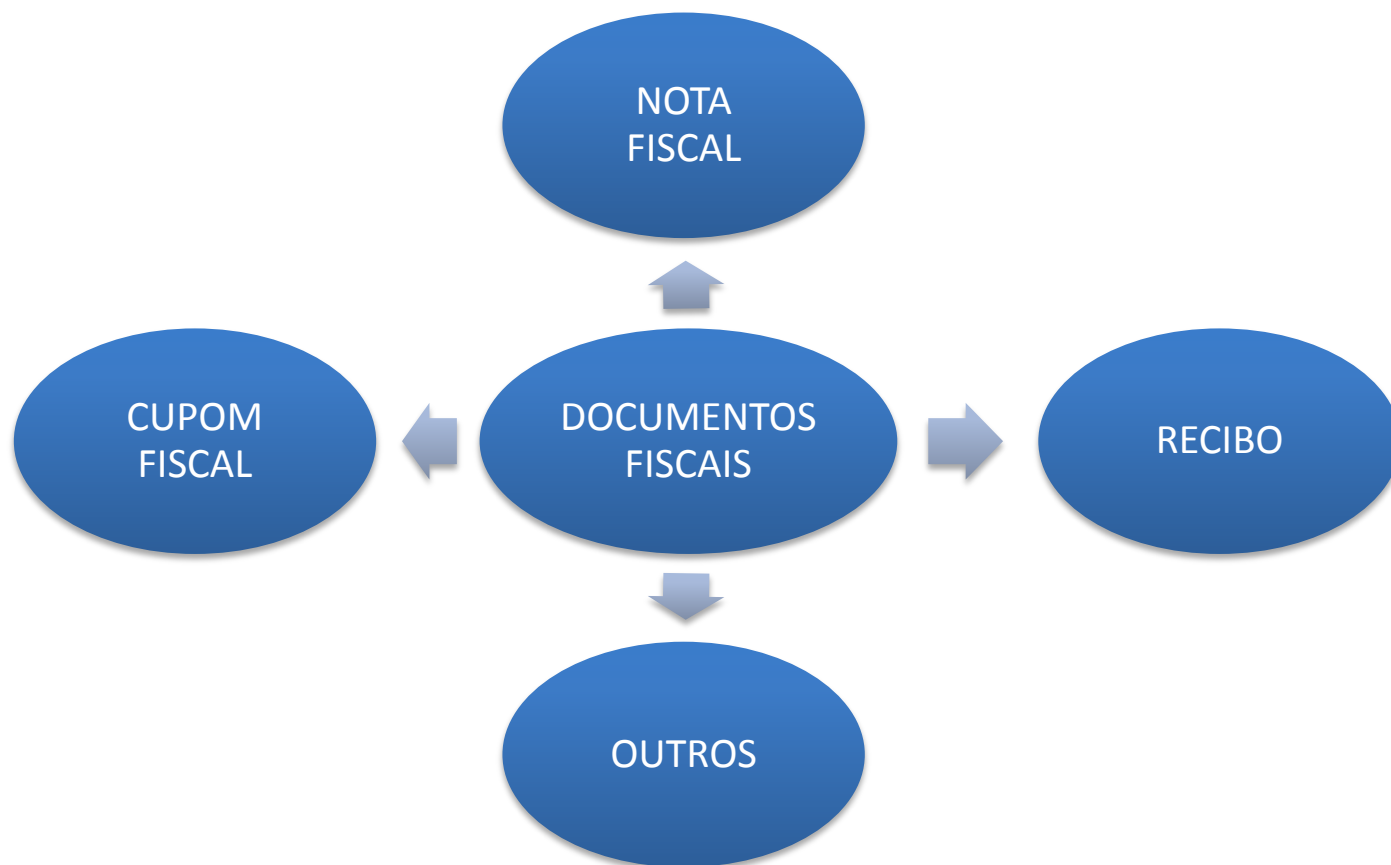 NOTA
FISCAL
CUPOM
FISCAL
DOCUMENTOS
FISCAIS
RECIBO
OUTROS